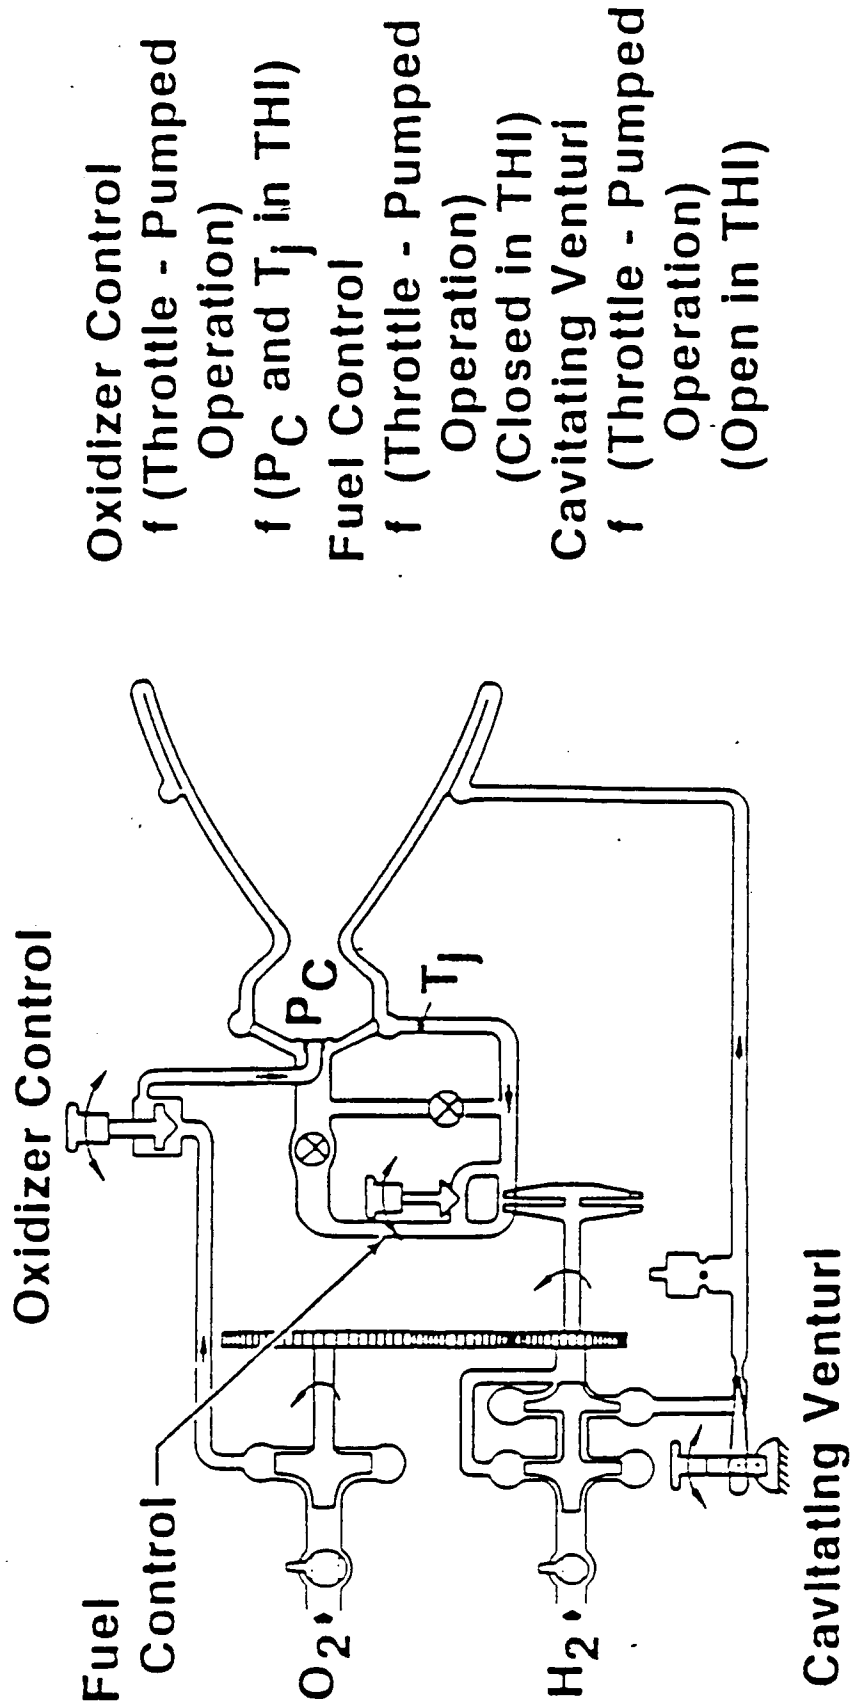 Oxidizer Control
f (Throttle - Pumped
Operation)
f (PC and Tj in THI)
Fuel Control
f (Throttle - Pumped
Operation)
(Closed in THI)
Cavitating Venturi
f (Throttle - Pumped
Operation)
(Open in THI)
Oxidizer Control
Fuel
Control
PC
Tj
O2
H2
Cavitating Venturi